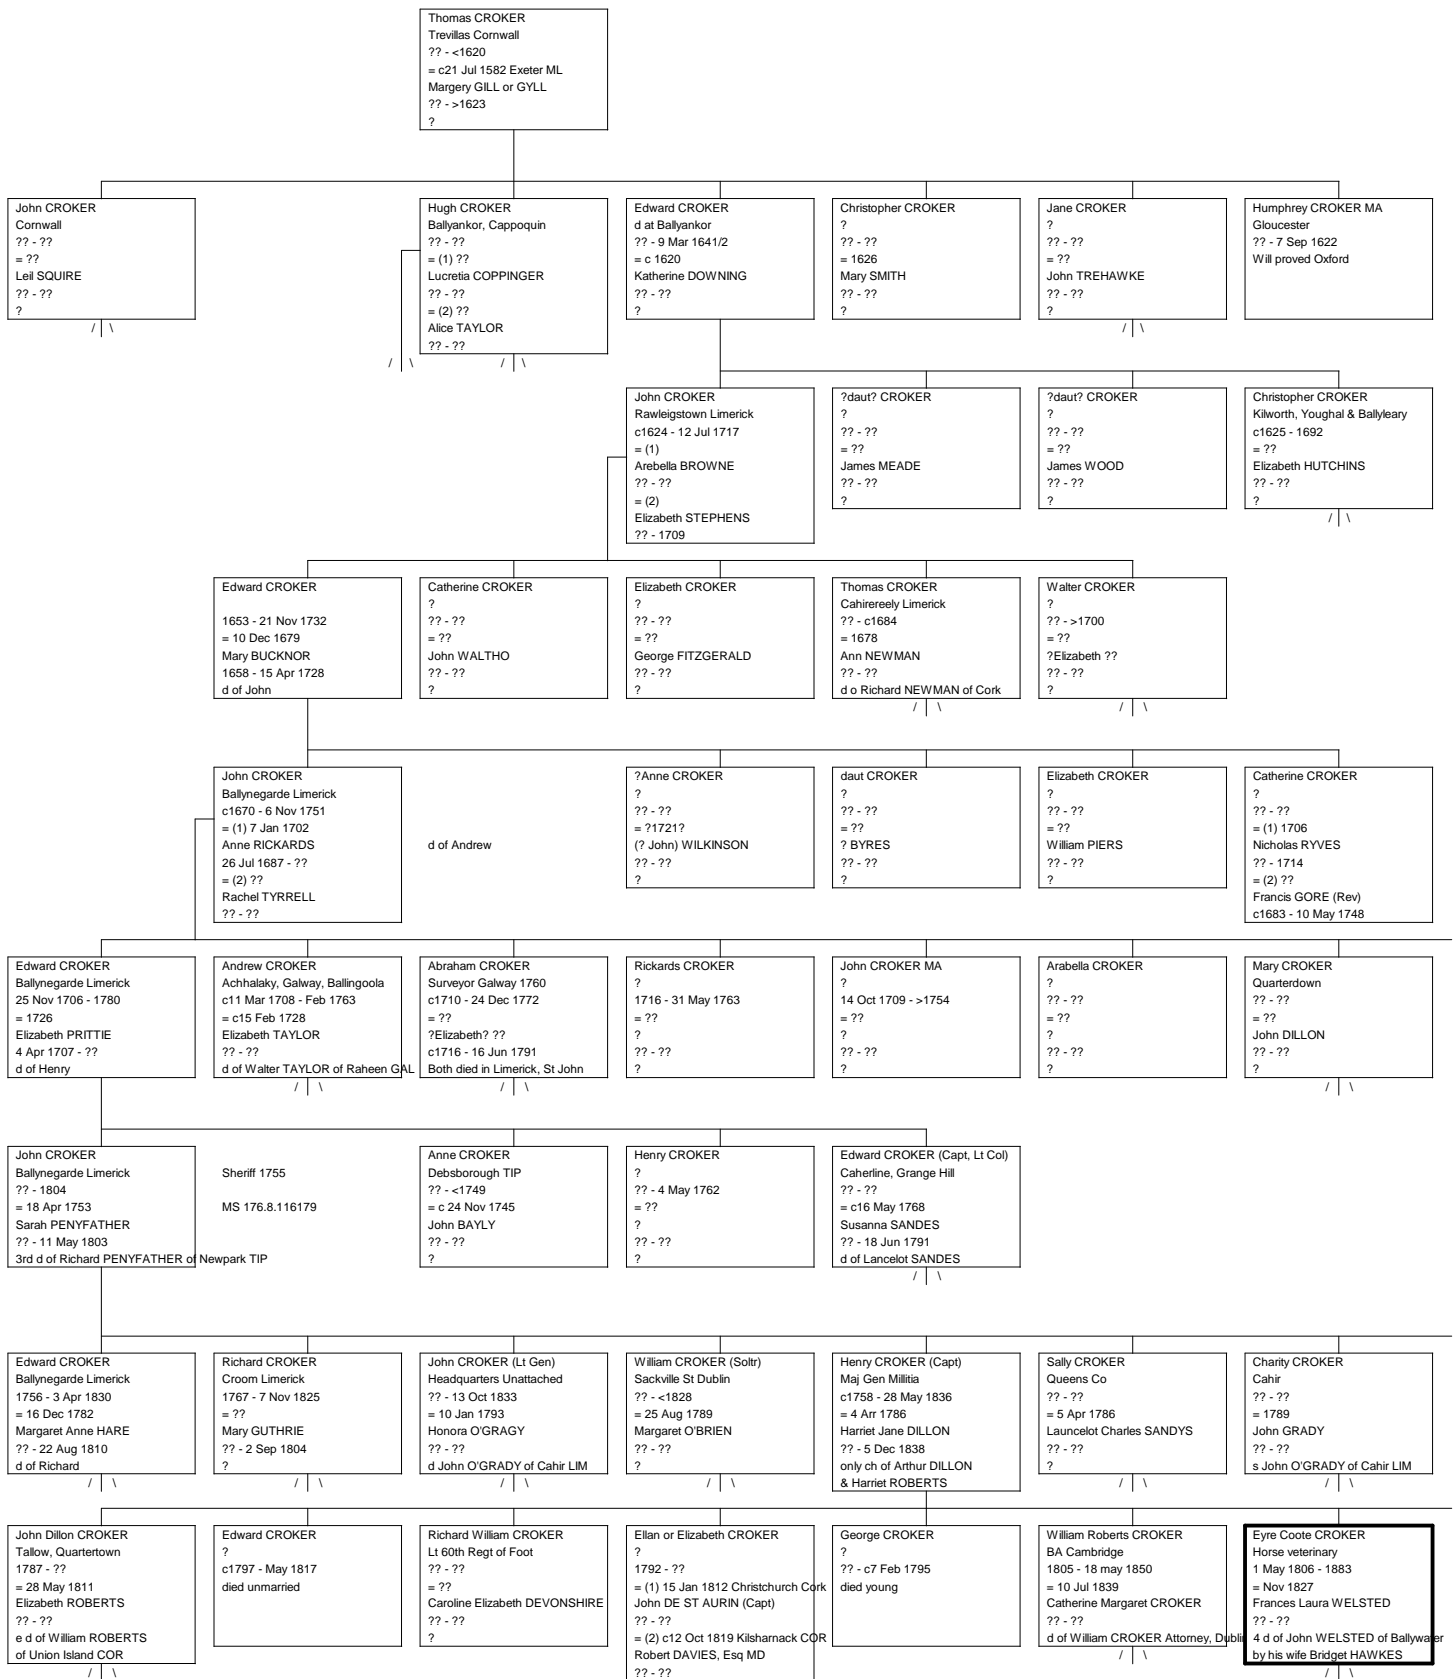 Thomas CROKER
Trevillas Cornwall
?? - <1620
= c21 Jul 1582 Exeter ML
Margery GILL or GYLL
?? - >1623
?
John CROKER
Cornwall
?? - ??
= ??
Leil SQUIRE
?? - ??
?
/ \
Hugh CROKER
Ballyankor, Cappoquin
?? - ??
= (1) ??
Lucretia COPPINGER
?? - ??
= (2) ??
Alice TAYLOR
?? - ??
/ \
/ \
Edward CROKER
d at Ballyankor
?? - 9 Mar 1641/2
= c 1620
Katherine DOWNING
?? - ??
?
Christopher CROKER
?
?? - ??
= 1626
Mary SMITH
?? - ??
?
Jane CROKER
?
?? - ??
= ??
John TREHAWKE
?? - ??
?
/ \
Humphrey CROKER MA
Gloucester
?? - 7 Sep 1622
Will proved Oxford
John CROKER
Rawleigstown Limerick
c1624 - 12 Jul 1717
= (1)
Arebella BROWNE
?? - ??
= (2)
Elizabeth STEPHENS
?? - 1709
?daut? CROKER
?
?? - ??
= ??
James MEADE
?? - ??
?
?daut? CROKER
?
?? - ??
= ??
James WOOD
?? - ??
?
Christopher CROKER
Kilworth, Youghal & Ballyleary
c1625 - 1692
= ??
Elizabeth HUTCHINS
?? - ??
?
/ \
Edward CROKER
1653 - 21 Nov 1732
= 10 Dec 1679
Mary BUCKNOR
1658 - 15 Apr 1728
d of John
Catherine CROKER
?
?? - ??
= ??
John WALTHO
?? - ??
?
Elizabeth CROKER
?
?? - ??
= ??
George FITZGERALD
?? - ??
?
Thomas CROKER
Cahirereely Limerick
?? - c1684
= 1678
Ann NEWMAN
?? - ??
d o Richard NEWMAN of Cork
/ \
Walter CROKER
?
?? - >1700
= ??
?Elizabeth ??
?? - ??
?
/ \
John CROKER
Ballynegarde Limerick
c1670 - 6 Nov 1751
= (1) 7 Jan 1702
Anne RICKARDS
26 Jul 1687 - ??
= (2) ??
Rachel TYRRELL
?? - ??
d of Andrew
?Anne CROKER
?
?? - ??
= ?1721?
(? John) WILKINSON
?? - ??
?
daut CROKER
?
?? - ??
= ??
? BYRES
?? - ??
?
Elizabeth CROKER
?
?? - ??
= ??
William PIERS
?? - ??
?
Catherine CROKER
?
?? - ??
= (1) 1706
Nicholas RYVES
?? - 1714
= (2) ??
Francis GORE (Rev)
c1683 - 10 May 1748
Edward CROKER
Ballynegarde Limerick
25 Nov 1706 - 1780
= 1726
Elizabeth PRITTIE
4 Apr 1707 - ??
d of Henry
Andrew CROKER
Achhalaky, Galway, Ballingoola
c11 Mar 1708 - Feb 1763
= c15 Feb 1728
Elizabeth TAYLOR
?? - ??
d of Walter TAYLOR of Raheen GAL
/ \
Abraham CROKER
Surveyor Galway 1760
c1710 - 24 Dec 1772
= ??
?Elizabeth? ??
c1716 - 16 Jun 1791
Both died in Limerick, St John
/ \
Rickards CROKER
?
1716 - 31 May 1763
= ??
?
?? - ??
?
John CROKER MA
?
14 Oct 1709 - >1754
= ??
?
?? - ??
?
Arabella CROKER
?
?? - ??
= ??
?
?? - ??
?
Mary CROKER
Quarterdown
?? - ??
= ??
John DILLON
?? - ??
?
/ \
John CROKER
Ballynegarde Limerick
?? - 1804
= 18 Apr 1753
Sarah PENYFATHER
?? - 11 May 1803
3rd d of Richard PENYFATHER of Newpark TIP
Sheriff 1755
MS 176.8.116179
Anne CROKER
Debsborough TIP
?? - <1749
= c 24 Nov 1745
John BAYLY
?? - ??
?
Henry CROKER
?
?? - 4 May 1762
= ??
?
?? - ??
?
Edward CROKER (Capt, Lt Col)
Caherline, Grange Hill
?? - ??
= c16 May 1768
Susanna SANDES
?? - 18 Jun 1791
d of Lancelot SANDES
/ \
Edward CROKER
Ballynegarde Limerick
1756 - 3 Apr 1830
= 16 Dec 1782
Margaret Anne HARE
?? - 22 Aug 1810
d of Richard
/ \
Richard CROKER
Croom Limerick
1767 - 7 Nov 1825
= ??
Mary GUTHRIE
?? - 2 Sep 1804
?
/ \
John CROKER (Lt Gen)
Headquarters Unattached
?? - 13 Oct 1833
= 10 Jan 1793
Honora O'GRAGY
?? - ??
d John O'GRADY of Cahir LIM
/ \
William CROKER (Soltr)
Sackville St Dublin
?? - <1828
= 25 Aug 1789
Margaret O'BRIEN
?? - ??
?
/ \
Henry CROKER (Capt)
Maj Gen Millitia
c1758 - 28 May 1836
= 4 Arr 1786
Harriet Jane DILLON
?? - 5 Dec 1838
only ch of Arthur DILLON
& Harriet ROBERTS
Sally CROKER
Queens Co
?? - ??
= 5 Apr 1786
Launcelot Charles SANDYS
?? - ??
?
/ \
Charity CROKER
Cahir
?? - ??
= 1789
John GRADY
?? - ??
s John O'GRADY of Cahir LIM
/ \
John Dillon CROKER
Tallow, Quartertown
1787 - ??
= 28 May 1811
Elizabeth ROBERTS
?? - ??
e d of William ROBERTS
of Union Island COR
/ \
Edward CROKER
?
c1797 - May 1817
died unmarried
Richard William CROKER
Lt 60th Regt of Foot
?? - ??
= ??
Caroline Elizabeth DEVONSHIRE
?? - ??
?
Ellan or Elizabeth CROKER
?
1792 - ??
= (1) 15 Jan 1812 Christchurch Cork
John DE ST AURIN (Capt)
?? - ??
= (2) c12 Oct 1819 Kilsharnack COR
Robert DAVIES, Esq MD
?? - ??
George CROKER
?
?? - c7 Feb 1795
died young
William Roberts CROKER
BA Cambridge
1805 - 18 may 1850
= 10 Jul 1839
Catherine Margaret CROKER
?? - ??
d of William CROKER Attorney, Dublin
Eyre Coote CROKER
Horse veterinary
1 May 1806 - 1883
= Nov 1827
Frances Laura WELSTED
?? - ??
4 d of John WELSTED of Ballywater
by his wife Bridget HAWKES
/ \